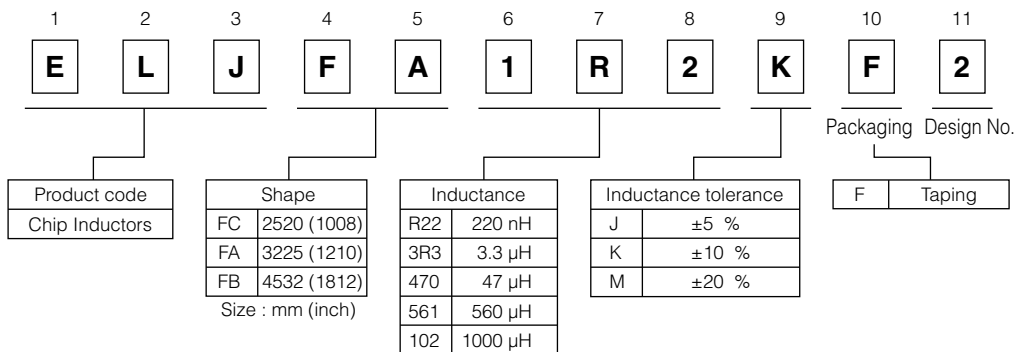 1 2 3 4 5 6 7 8 9 10 11
E L J F A 1 R 2 K F 2
Packaging Design No.
Product code
Chip Inductors
Shape
FC 2520 (1008)
FA 3225 (1210)
FB 4532 (1812)
Size : mm (inch)
Inductance
R22 220 nH
3R3 3.3 µH
470 47 µH
561 560 µH
102 1000 µH
Inductance tolerance
J ±5 %
K ±10 %
M ±20 %
F Taping